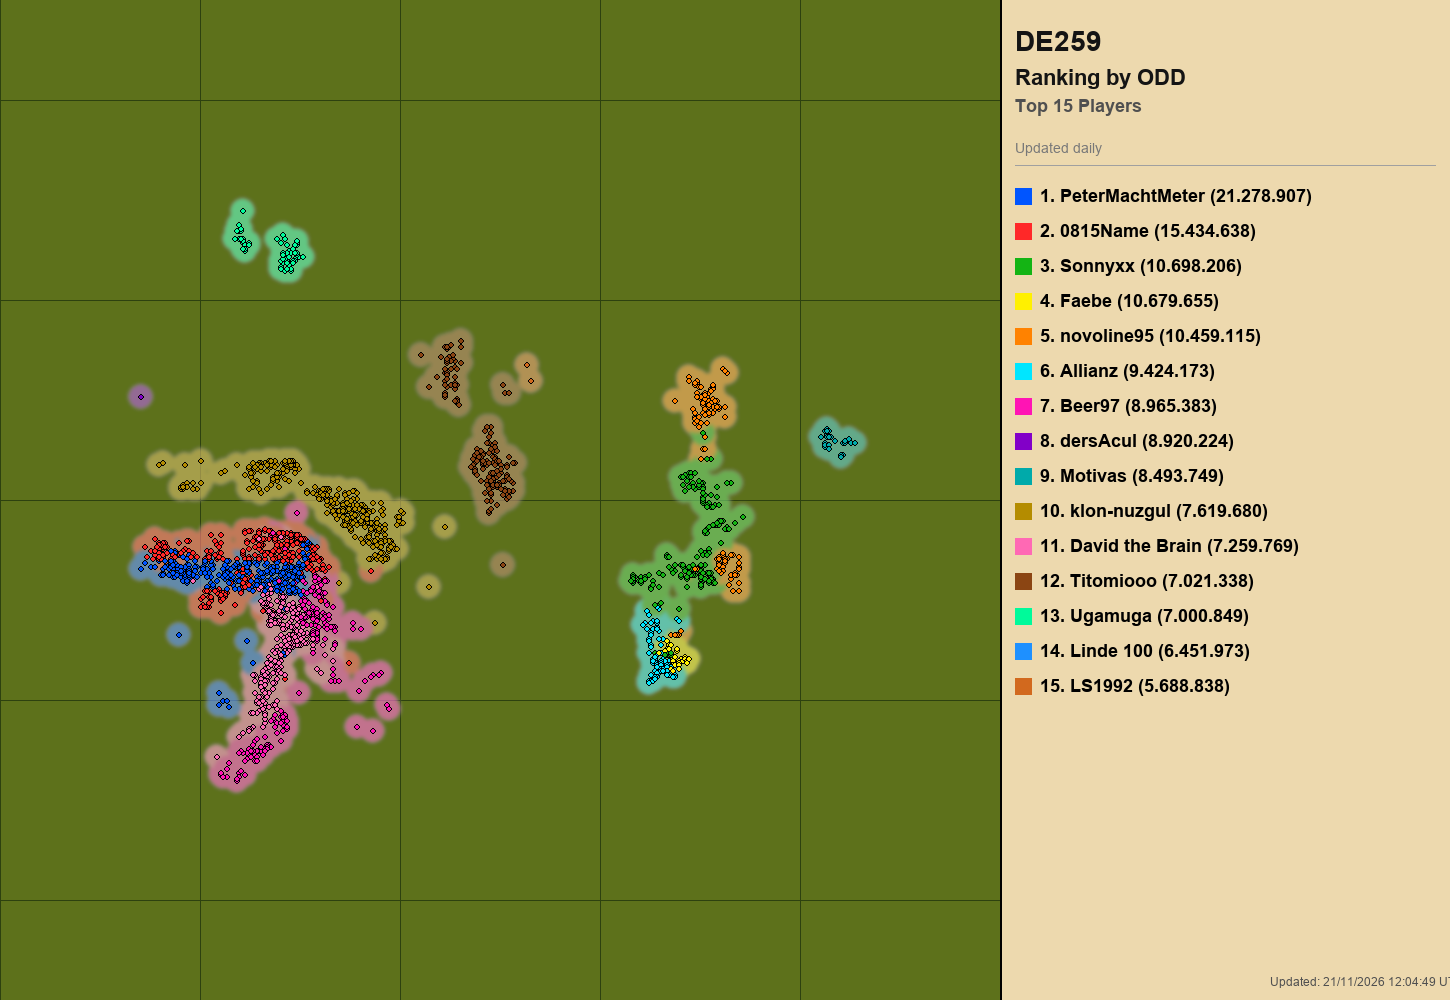 DE259
Ranking by ODD
Top 15 Players
Updated daily
1. PeterMachtMeter (21.278.907)
2. 0815Name (15.434.638)
3. Sonnyxx (10.698.206)
4. Faebe (10.679.655)
5. novoline95 (10.459.115)
6. Allianz (9.424.173)
7. Beer97 (8.965.383)
8. dersAcul (8.920.224)
9. Motivas (8.493.749)
10. klon-nuzgul (7.619.680)
11. David the Brain (7.259.769)
12. Titomiooo (7.021.338)
13. Ugamuga (7.000.849)
14. Linde 100 (6.451.973)
15. LS1992 (5.688.838)
Updated: 21/11/2026 12:04:49 U